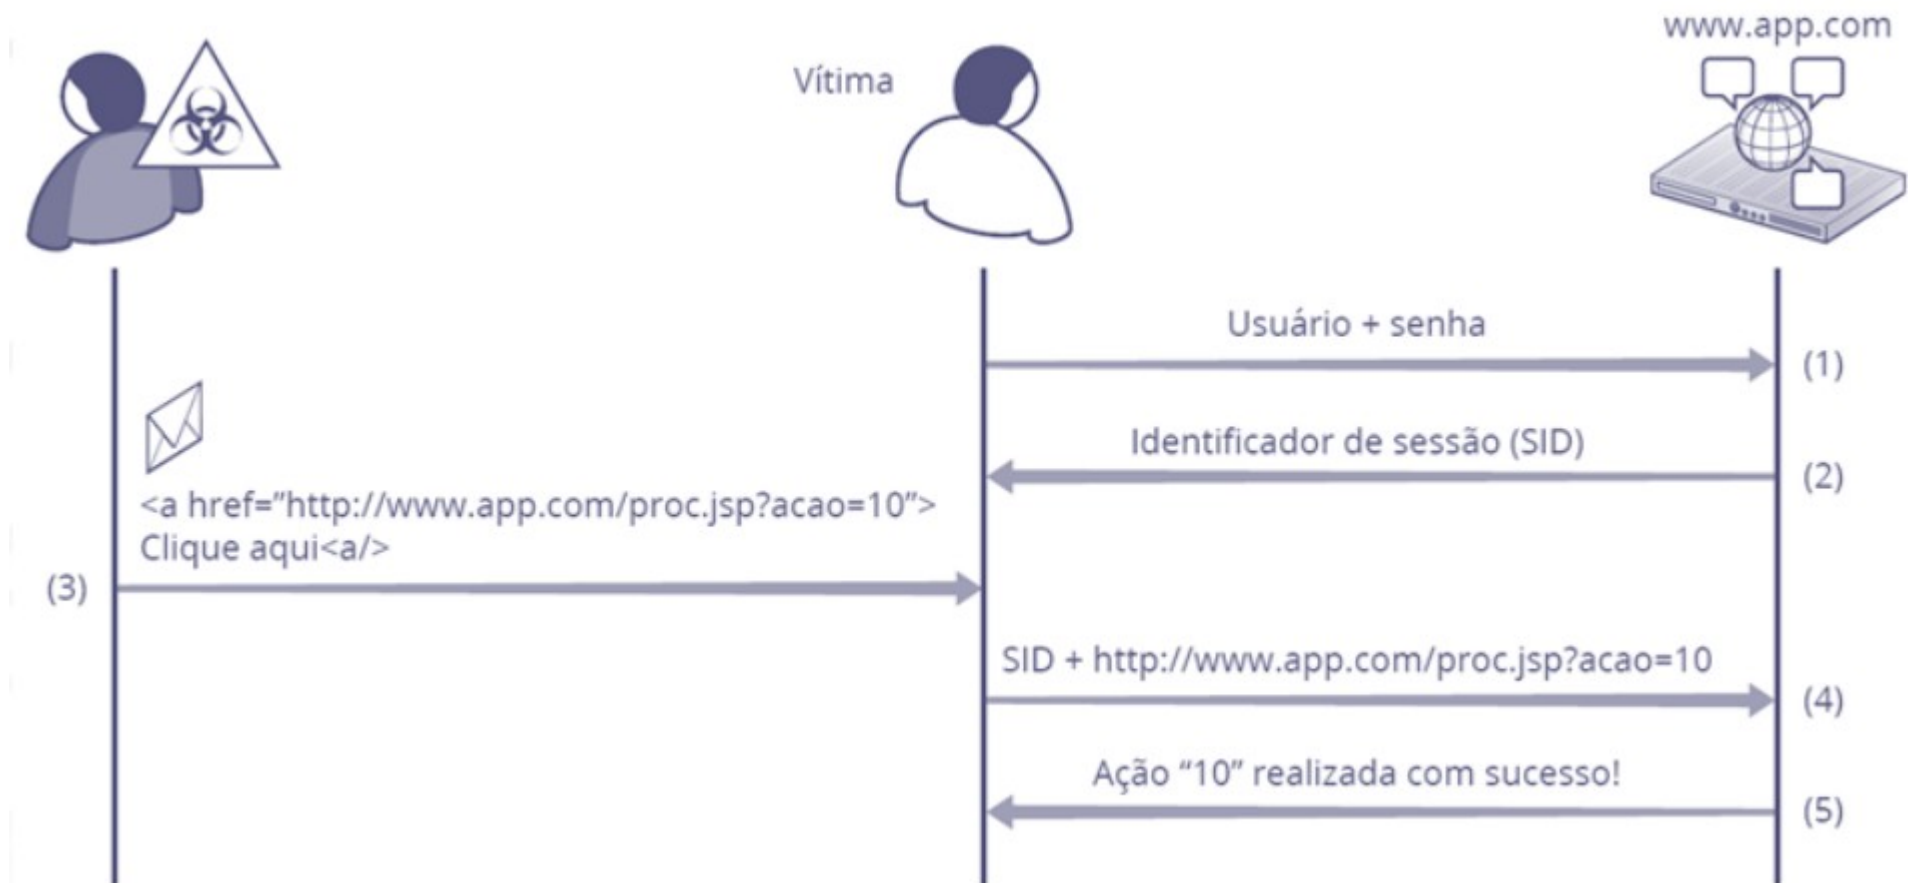 www.app.com
Vítima
Usuário + senha
(1)
Identificador de sessão (SID)
(2)
<a href=”http://www.app.com/proc.jsp?acao=10”>
Clique aqui<a/>
(3)
SID + http://www.app.com/proc.jsp?acao=10
(4)
Ação “10” realizada com sucesso!
(5)